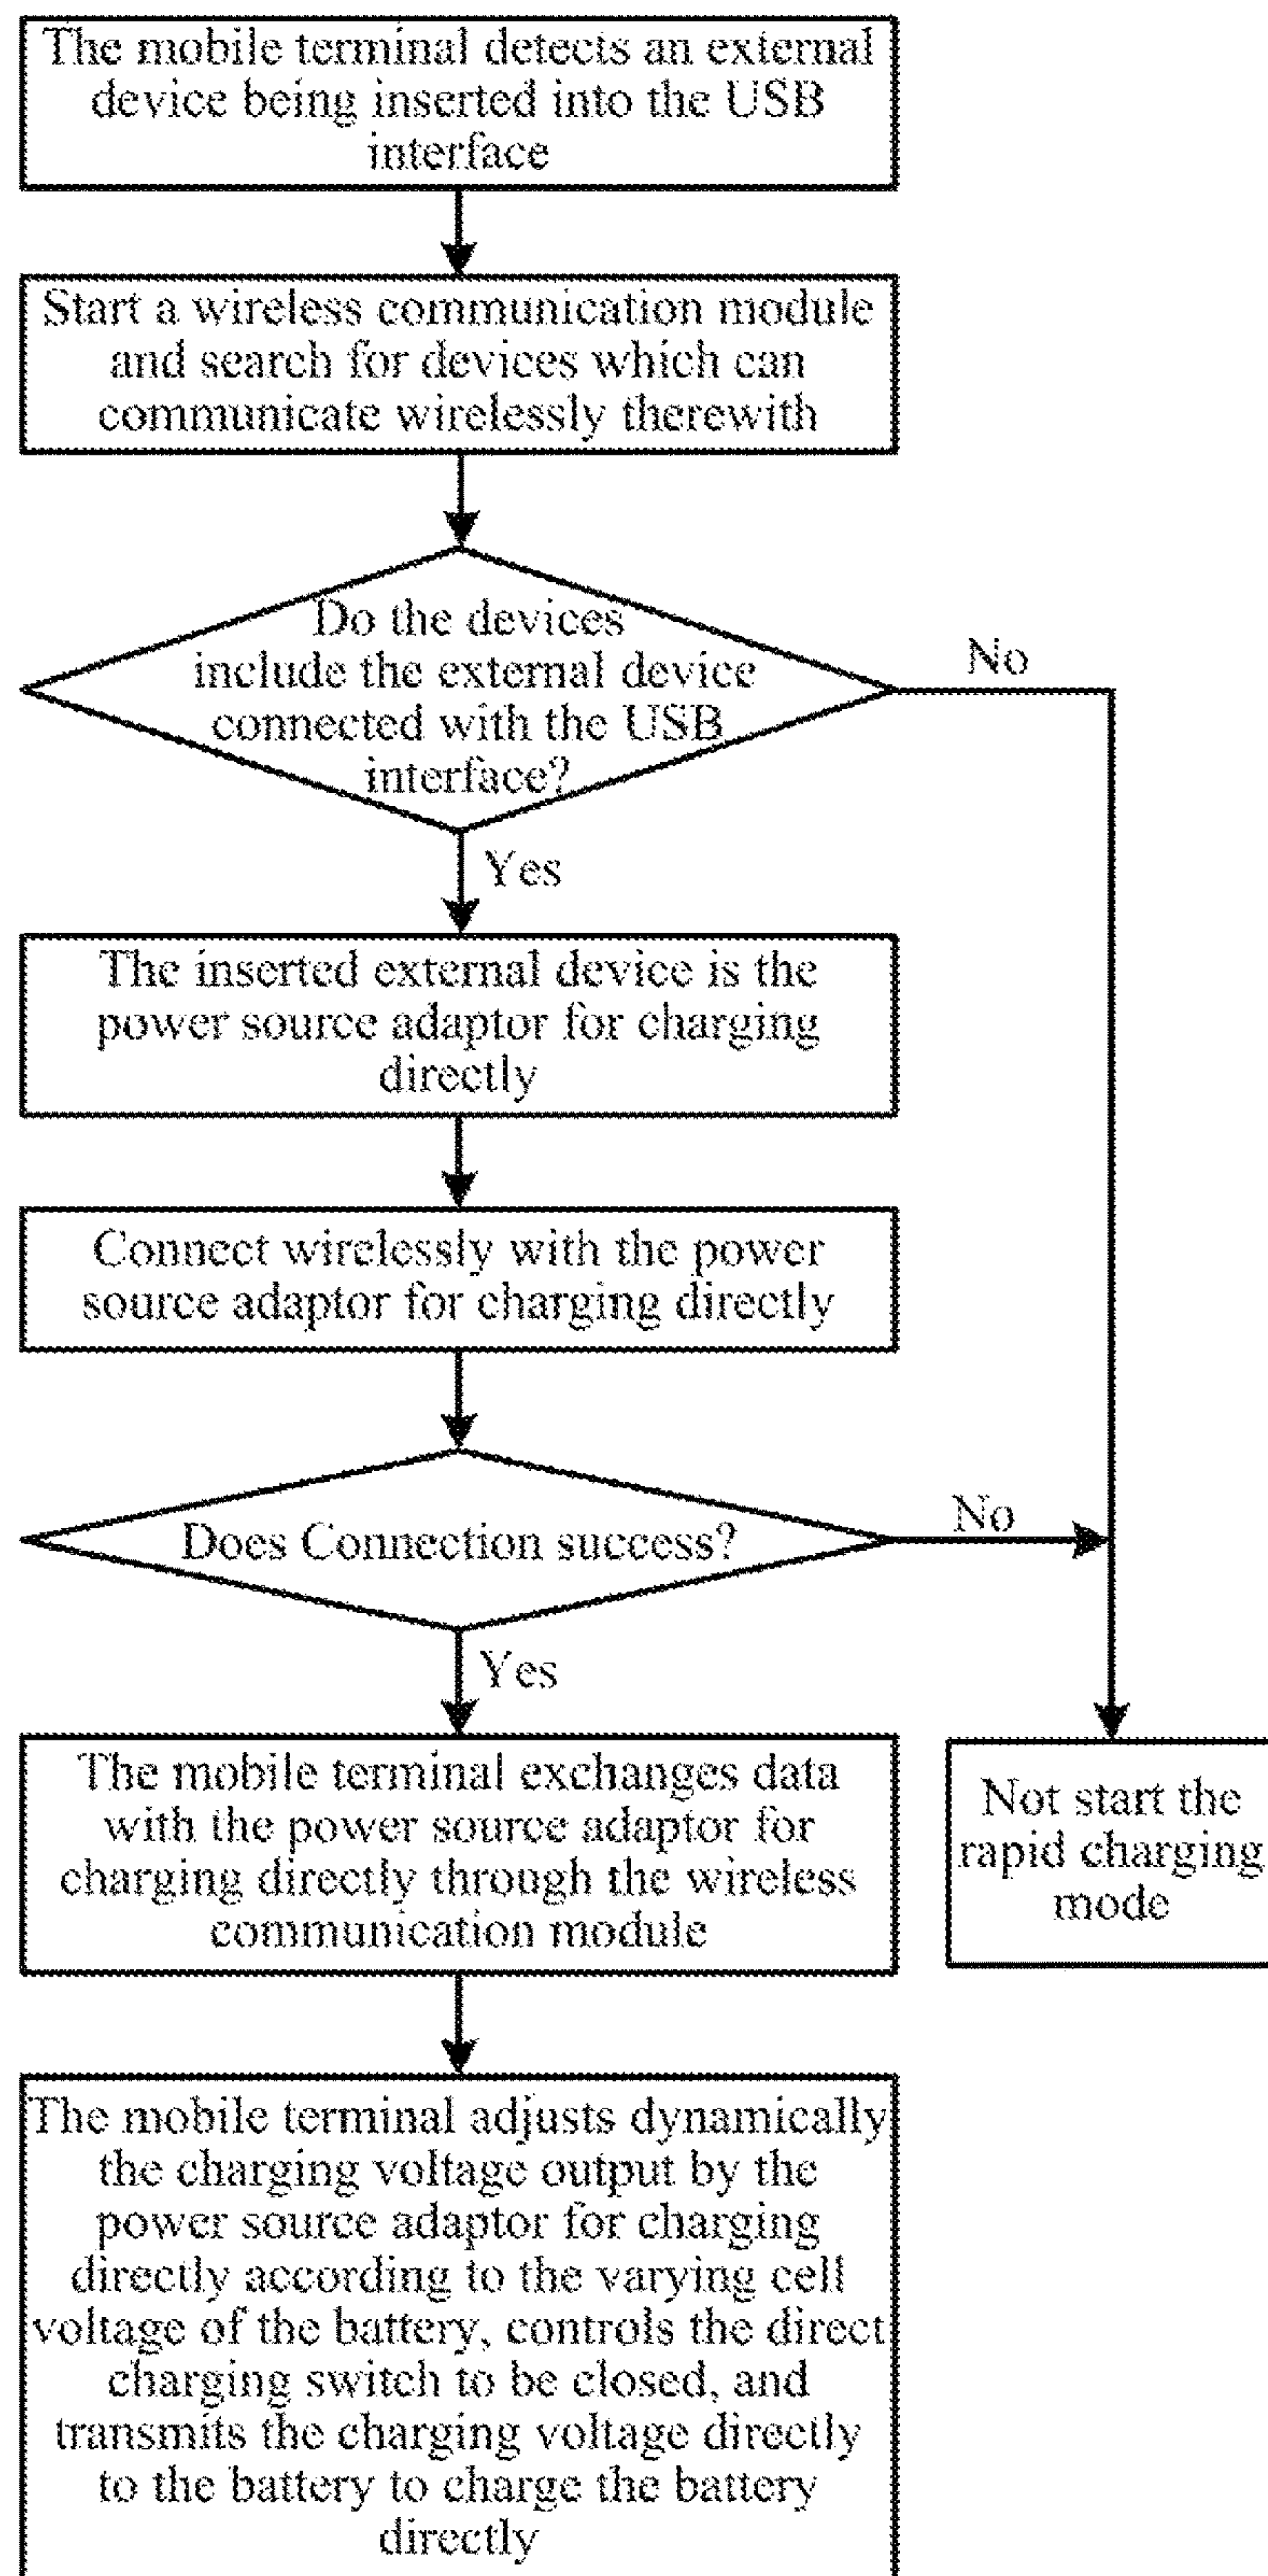 The mobile terminal detects an external
device being inserted into the USB
interface
Start a wireless communication module
and search for devices which can
communicate wirelessly therewith
Do the devices
include the external device
connected with the USB
interface?
No
Yes
The inserted external device is the
power source adaptor for charging
directly
Connect wirelessly with the power
source adaptor for charging directly
Does Connection success?
No
Yes
The mobile terminal exchanges data
with the power source adaptor for
charging directly through the wireless
communication module
Not start the
rapid charging
mode
The mobile terminal adjusts dynamically
the charging voltage output by the
power source adaptor for charging
directly according to the varying cell
voltage of the battery, controls the direct
charging switch to be closed, and
transmits the charging voltage directly
to the battery to charge the battery
directly